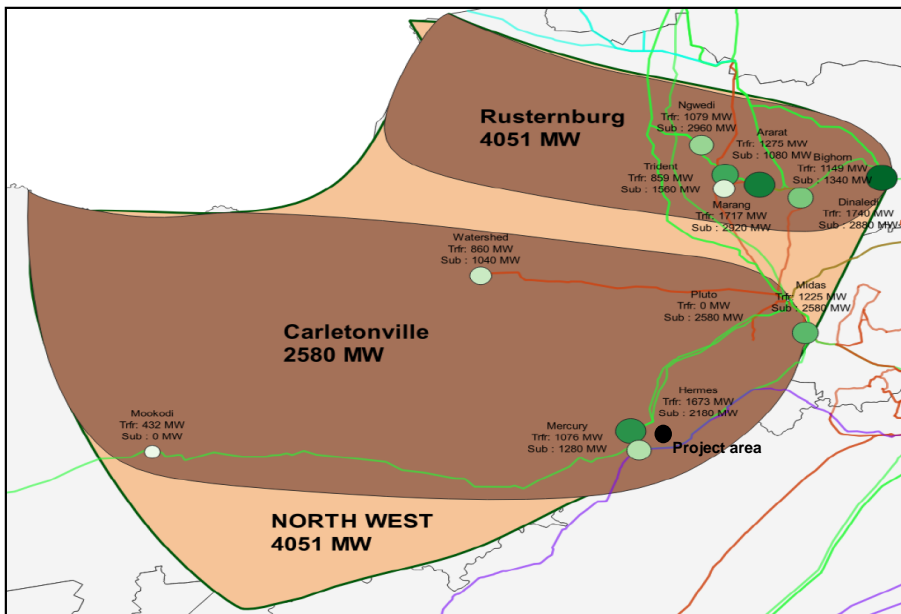 Rusternburg
4051 MW
Ngwedi
Trfr: 1079 MW
Sub : 2960 MW
Ararat
Trfr: 1275 MW
Sub : 1080 MW
Trident
Trfr: 859 MW
Sub : 1560 MW
Bighorn
Trfr: 1149 MW
Sub : 1340 MW
Marang
Trfr: 1717 MW
Sub : 2920 MW
Dinaledi
Trfr: 1740 MW
Sub : 2880 MW
Watershed
Trfr: 860 MW
Sub : 1040 MW
Midas
Trfr: 1225 MW
Sub : 2580 MW
Pluto
Trfr: 0 MW
Sub : 2580 MW
Carletonville
2580 MW
Hermes
Trfr: 1673 MW
Sub : 2180 MW
Mookodi
Trfr: 432 MW
Sub : 0 MW
Mercury
Trfr: 1076 MW
Sub : 1280 MW
Project area
NORTH WEST
4051 MW